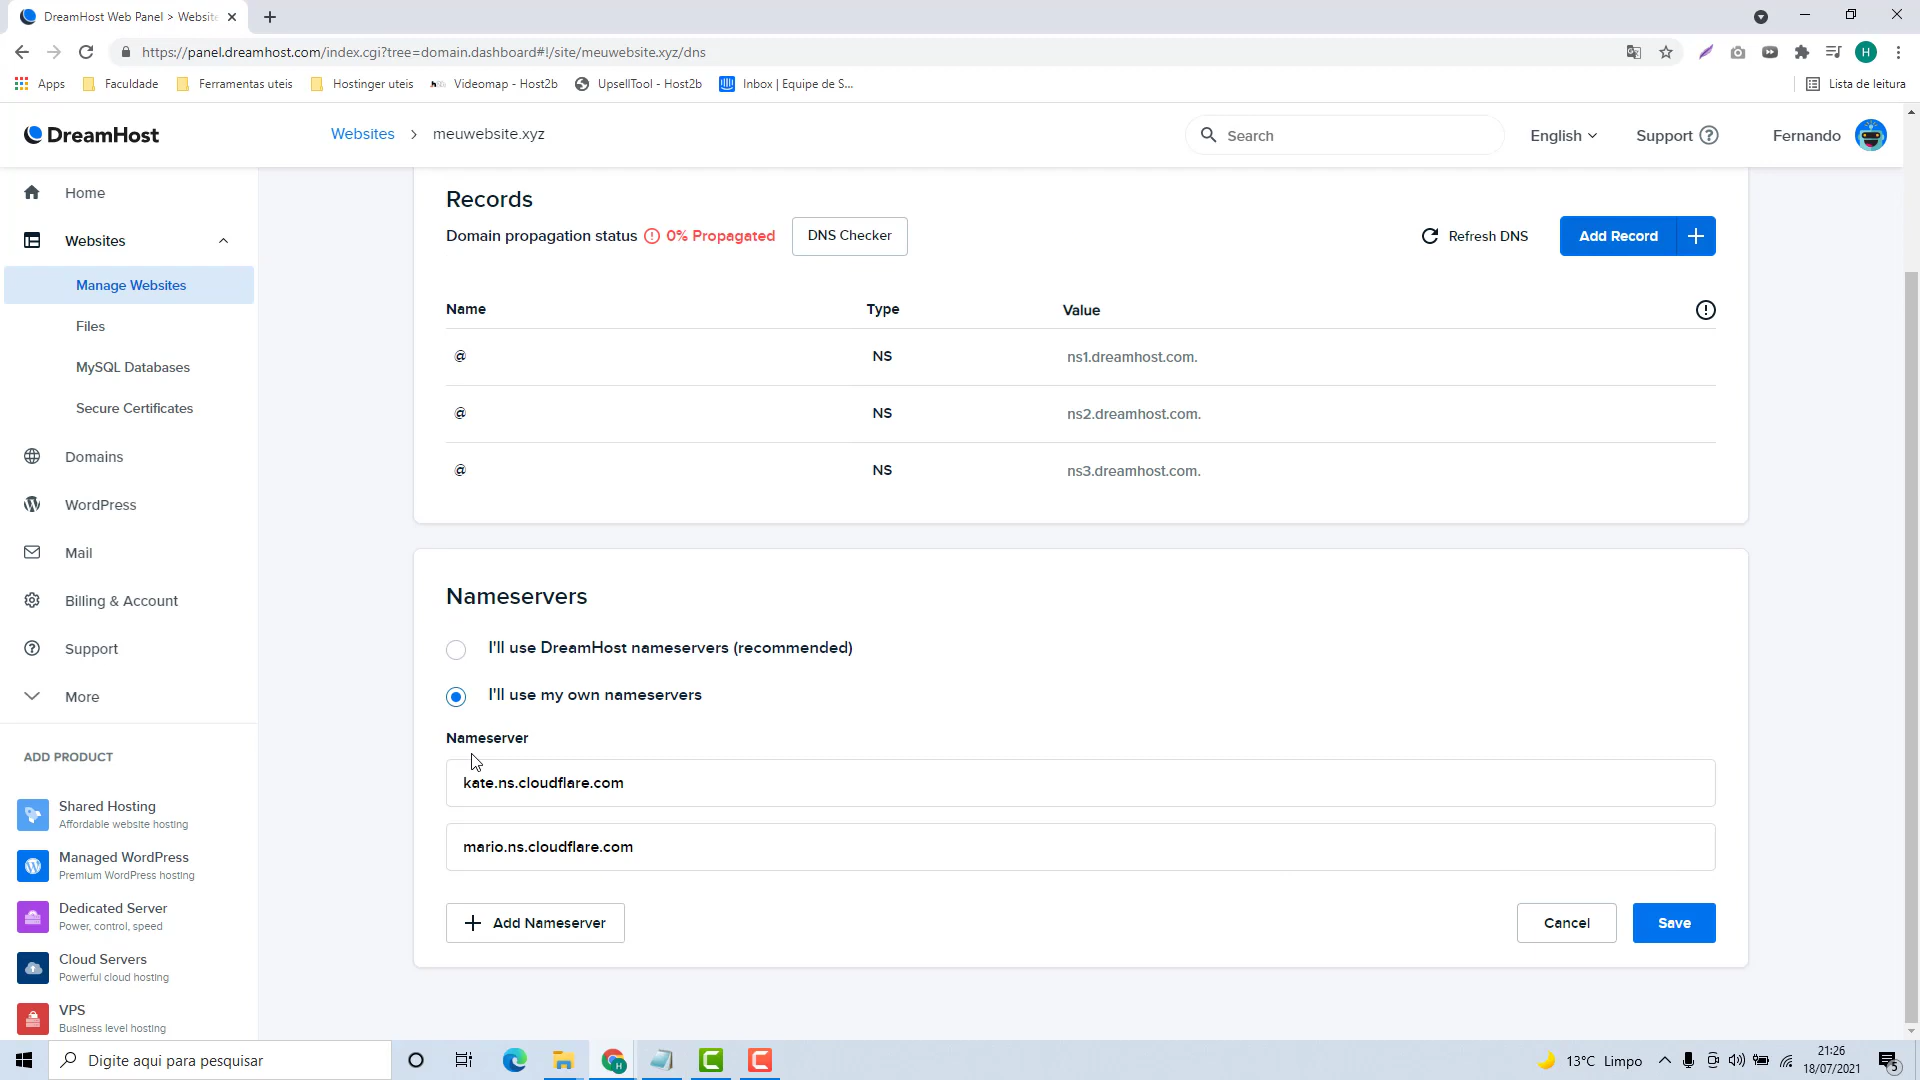 DreamHost Web Panel > Website
https://panel.dreamhost.com/index.cgi?tree=domain.dashboard#!/site/meuwebsite.xyz/dns
H
Apps
Faculdade
Ferramentas uteis
Hostinger uteis
Videomap - Host2b
UpsellTool - Host2b
Inbox | Equipe de S...
Lista de leitura
DreamHost
Websites > meuwebsite.xyz
Search
English
Support
Fernando
Home
Websites
Manage Websites
Files
MySQL Databases
Secure Certificates
Domains
WordPress
Mail
Billing & Account
Support
More
ADD PRODUCT
Shared Hosting
Affordable website hosting
Managed WordPress
Premium WordPress hosting
Dedicated Server
Power, control, speed
Cloud Servers
Powerful cloud hosting
VPS
Business level hosting
Records
Domain propagation status 0% Propagated
DNS Checker
Refresh DNS
Add Record
Name Type Value
@ NS ns1.dreamhost.com.
@ NS ns2.dreamhost.com.
@ NS ns3.dreamhost.com.
Nameservers
I'll use DreamHost nameservers (recommended)
I'll use my own nameservers
Nameserver
kate.ns.cloudflare.com
mario.ns.cloudflare.com
Add Nameserver
Cancel
Save
Digite aqui para pesquisar
13°C Limpo
21:26
18/07/2021
5